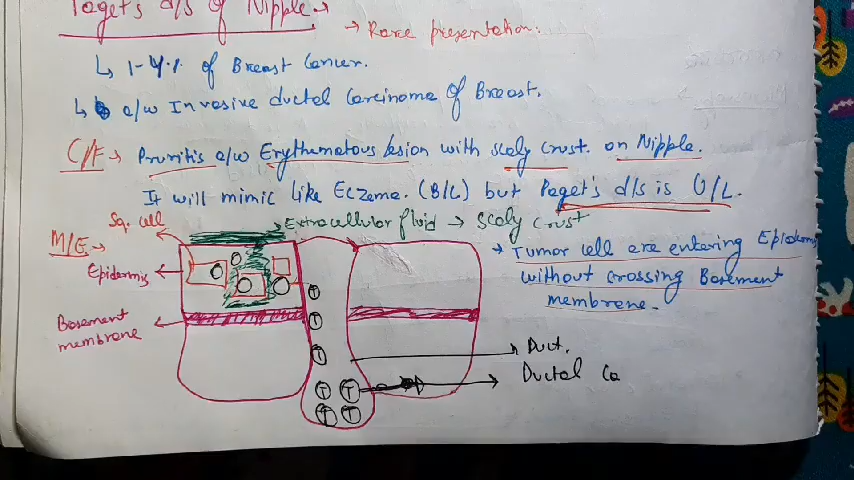 Paget's d/s of Nipple →
→ Rare presentation.
↳ 1-4% of Breast Cancer.
↳ a/w Invasive ductal Carcinoma of Breast.
C/F → Pruritis a/w Erythematous lesion with scaly crust on Nipple.
It will mimic like Eczema. (B/L) but Paget's d/s is U/L.
Sq. cell
Extracellular fluid → Scaly Crust
M/E →
→ Tumor cell are entering Epidermis
without crossing Basement
membrane.
Epidermis
Basement
membrane
T
T
T
T T
T T
Duct.
Ductal Ca